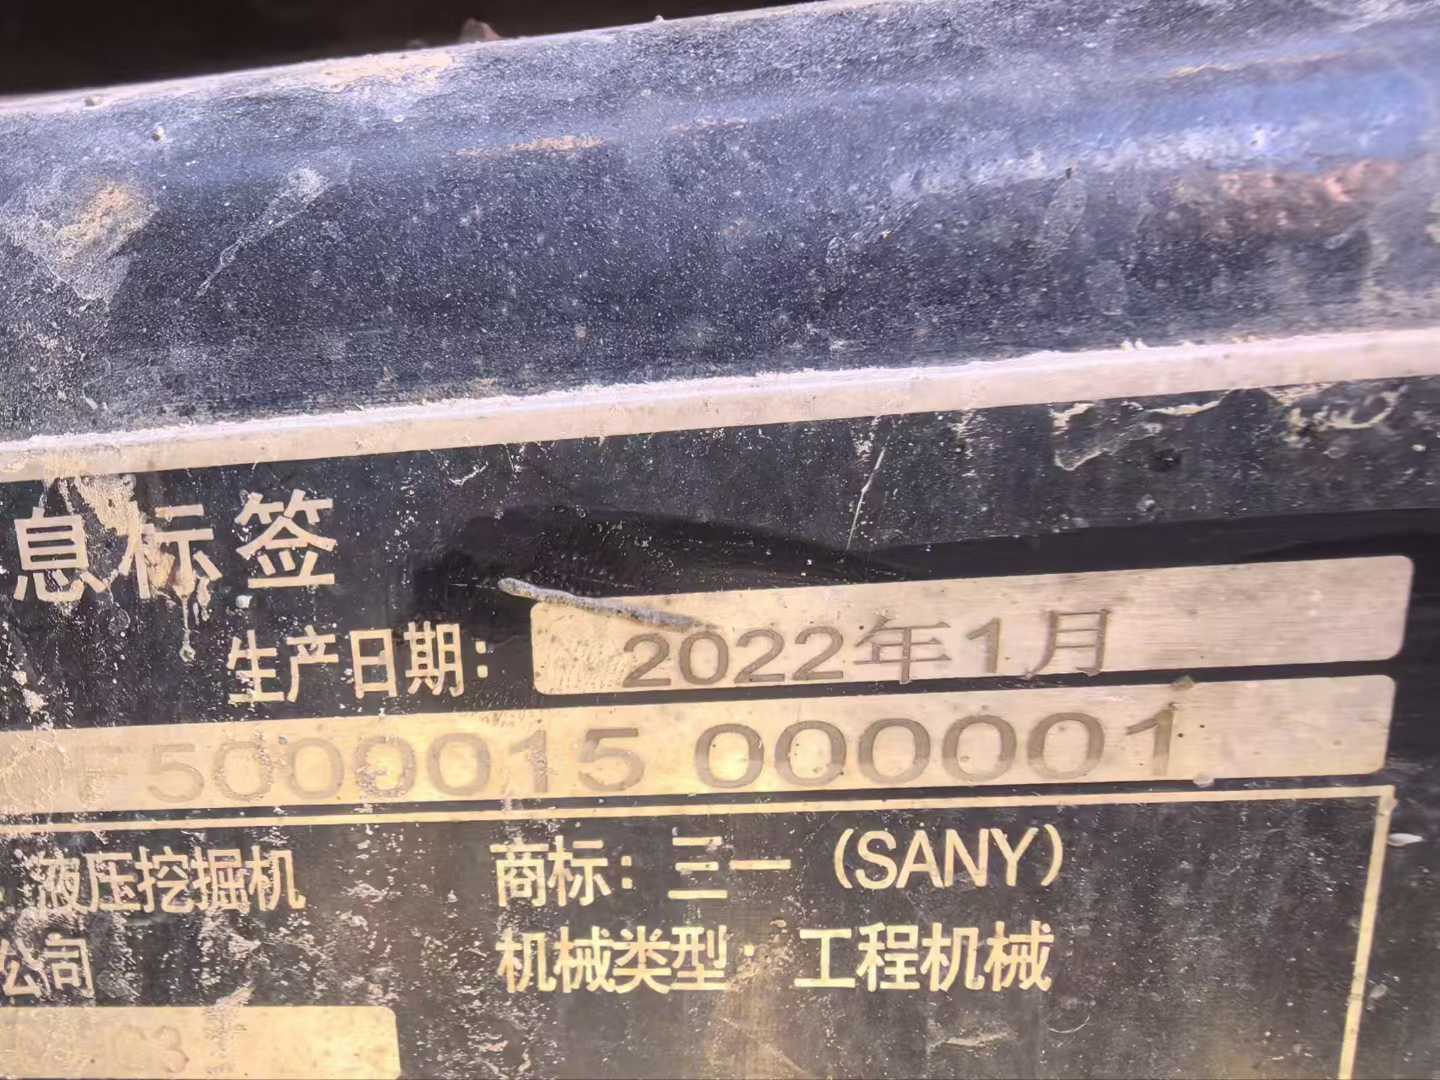 息标签
生产日期：2022年1月
F5000015 000001
液压挖掘机 商标：三一（SANY）
公司 机械类型：工程机械